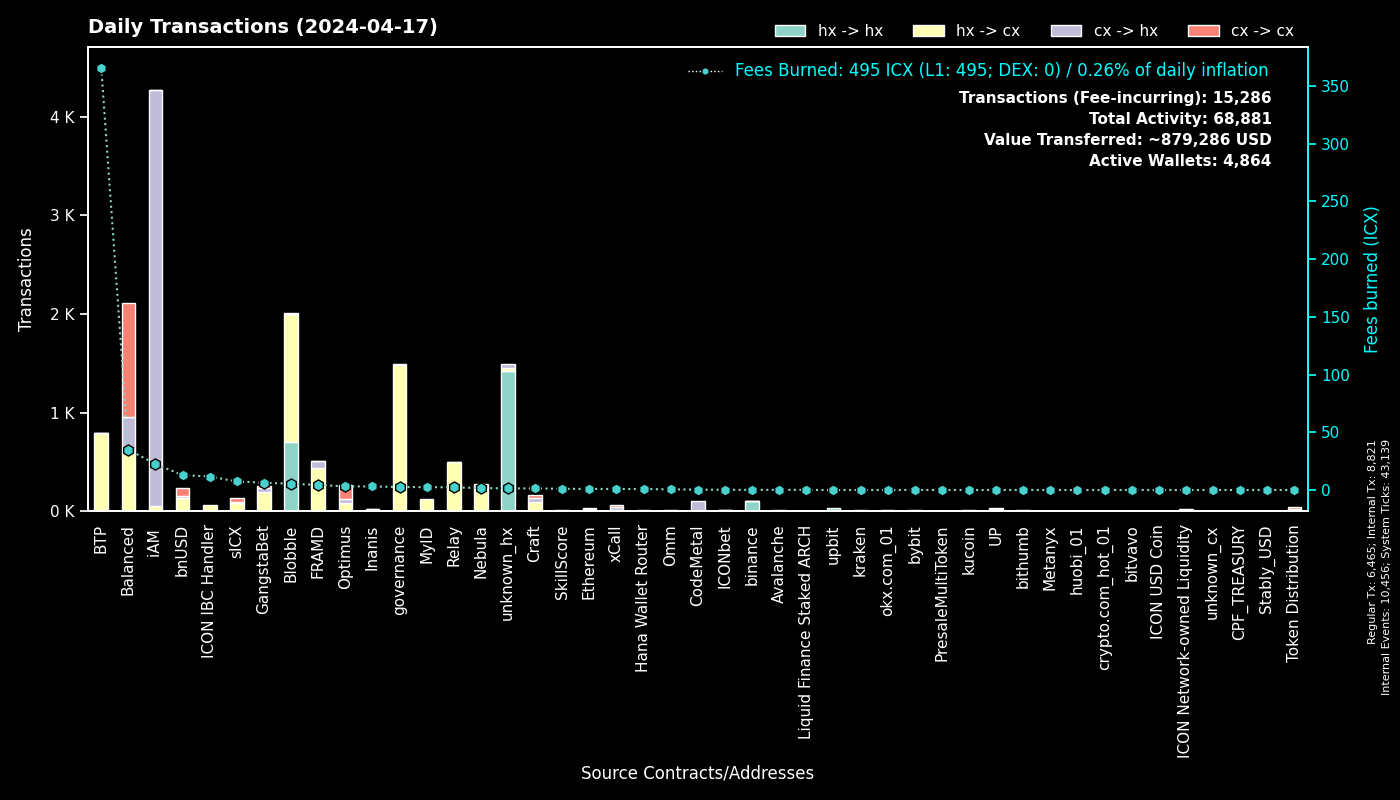 Daily Transactions (2024-04-17)
hx -> hx
hx -> cx
cx -> hx
cx -> cx
Fees Burned: 495 ICX (L1: 495; DEX: 0) / 0.26% of daily inflation
Transactions (Fee-incurring): 15,286
Total Activity: 68,881
Value Transferred: ~879,286 USD
Active Wallets: 4,864
Transactions
4 K
3 K
2 K
1 K
0 K
350
300
250
200
150
100
50
0
Fees burned (ICX)
BTP
Balanced
IAM
bnUSD
ICON IBC Handler
sICX
GangstaBet
Blobble
FRAMD
Optimus
Inanis
governance
MyID
Relay
Nebula
unknown_hx
Craft
SkillScore
Ethereum
xCall
Hana Wallet Router
Omm
CodeMetal
ICONbet
binance
Avalanche
Liquid Finance Staked ARCH
upbit
kraken
okx.com_01
bybit
PresaleMultiToken
kucoin
UP
bithumb
Metanyx
huobi_01
crypto.com_hot_01
bitvavo
ICON USD Coin
ICON Network-owned Liquidity
unknown_cx
CPF_TREASURY
Stably_USD
Token Distribution
Source Contracts/Addresses
Regular Tx: 6,465; Internal Tx: 8,821
Internal Events: 10,456; System Ticks: 43,139